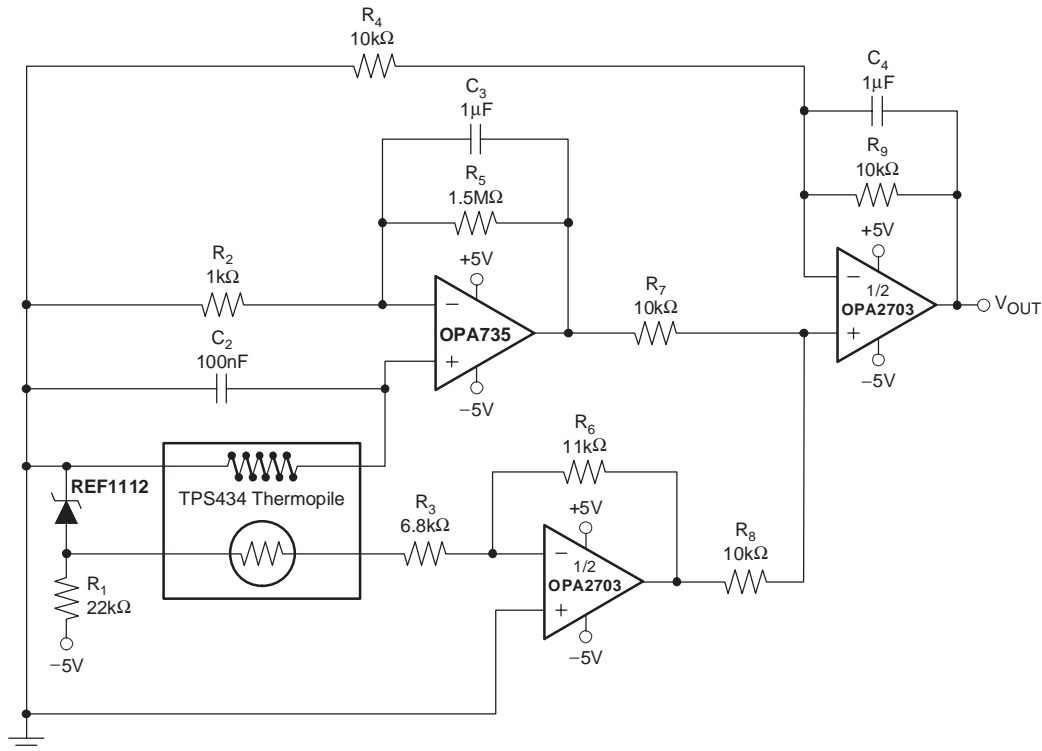 R4
10kΩ
C4
1μF
C3
1μF
R9
10kΩ
R5
1.5MΩ
+5V
R2
1kΩ
+5V
R7
10kΩ
−
1/2
OPA2703
+
VOUT
−
OPA735
+
C2
100nF
−5V
−5V
R6
11kΩ
REF1112
TPS434 Thermopile
R3
6.8kΩ
+5V
R8
10kΩ
−
1/2
OPA2703
+
R1
22kΩ
−5V
−5V